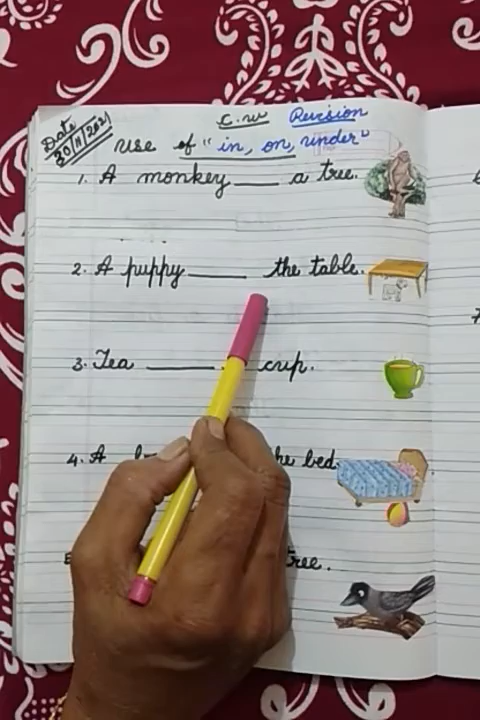 C.W Revision
Date
30/11/2021
use of "in, on, under"
1. A monkey ___ a tree.
2. A puppy ___ the table.
3. Tea ___ cup.
4. A the bed.
tree.